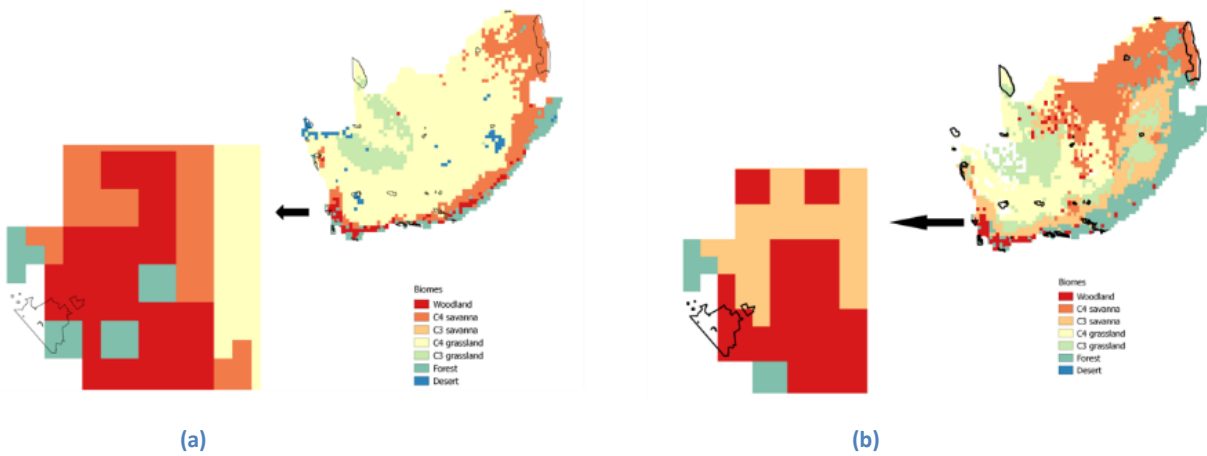 Biomes
Woodland
C4 savanna
C3 savanna
C4 grassland
C3 grassland
Forest
Desert
(a)
Biomes
Woodland
C4 savanna
C3 savanna
C4 grassland
C3 grassland
Forest
Desert
(b)